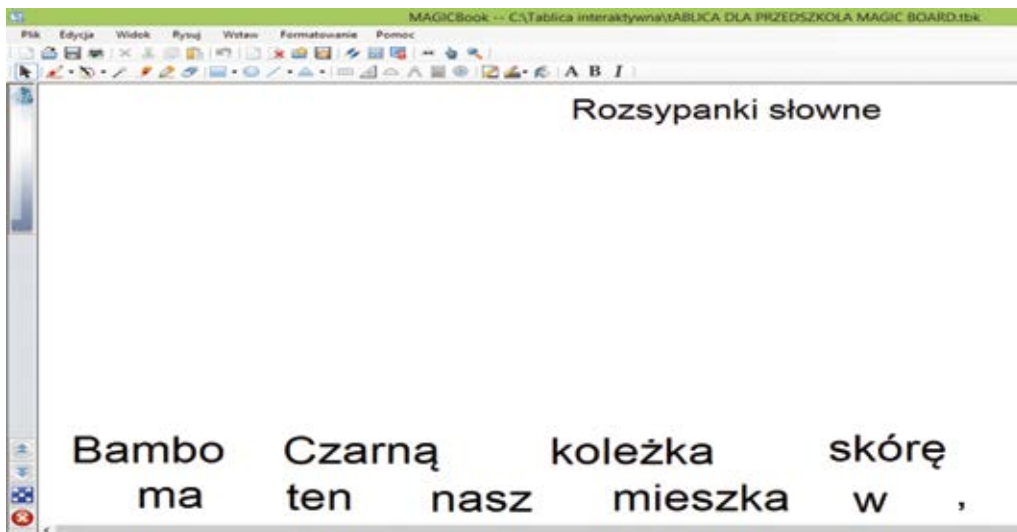 MAGICBook -- C:\Tablica interaktywna\tABLICA DLA PRZEDSZKOLA MAGIC BOARD.tbk
Plik Edycja Widok Rysuj Wstaw Formatowanie Pomoc
A B I
Rozsypanki słowne
Bambo Czarną koleżka skórę
ma ten nasz mieszka w ,